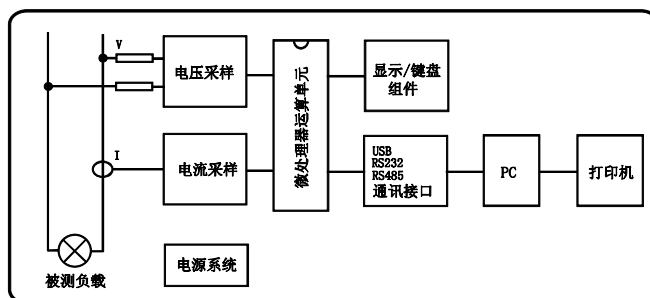 V
电压采样
微处理器运算单元
显示/键盘
组件
I
电流采样
USB
RS232
RS485
通讯接口
PC
打印机
被测负载
电源系统